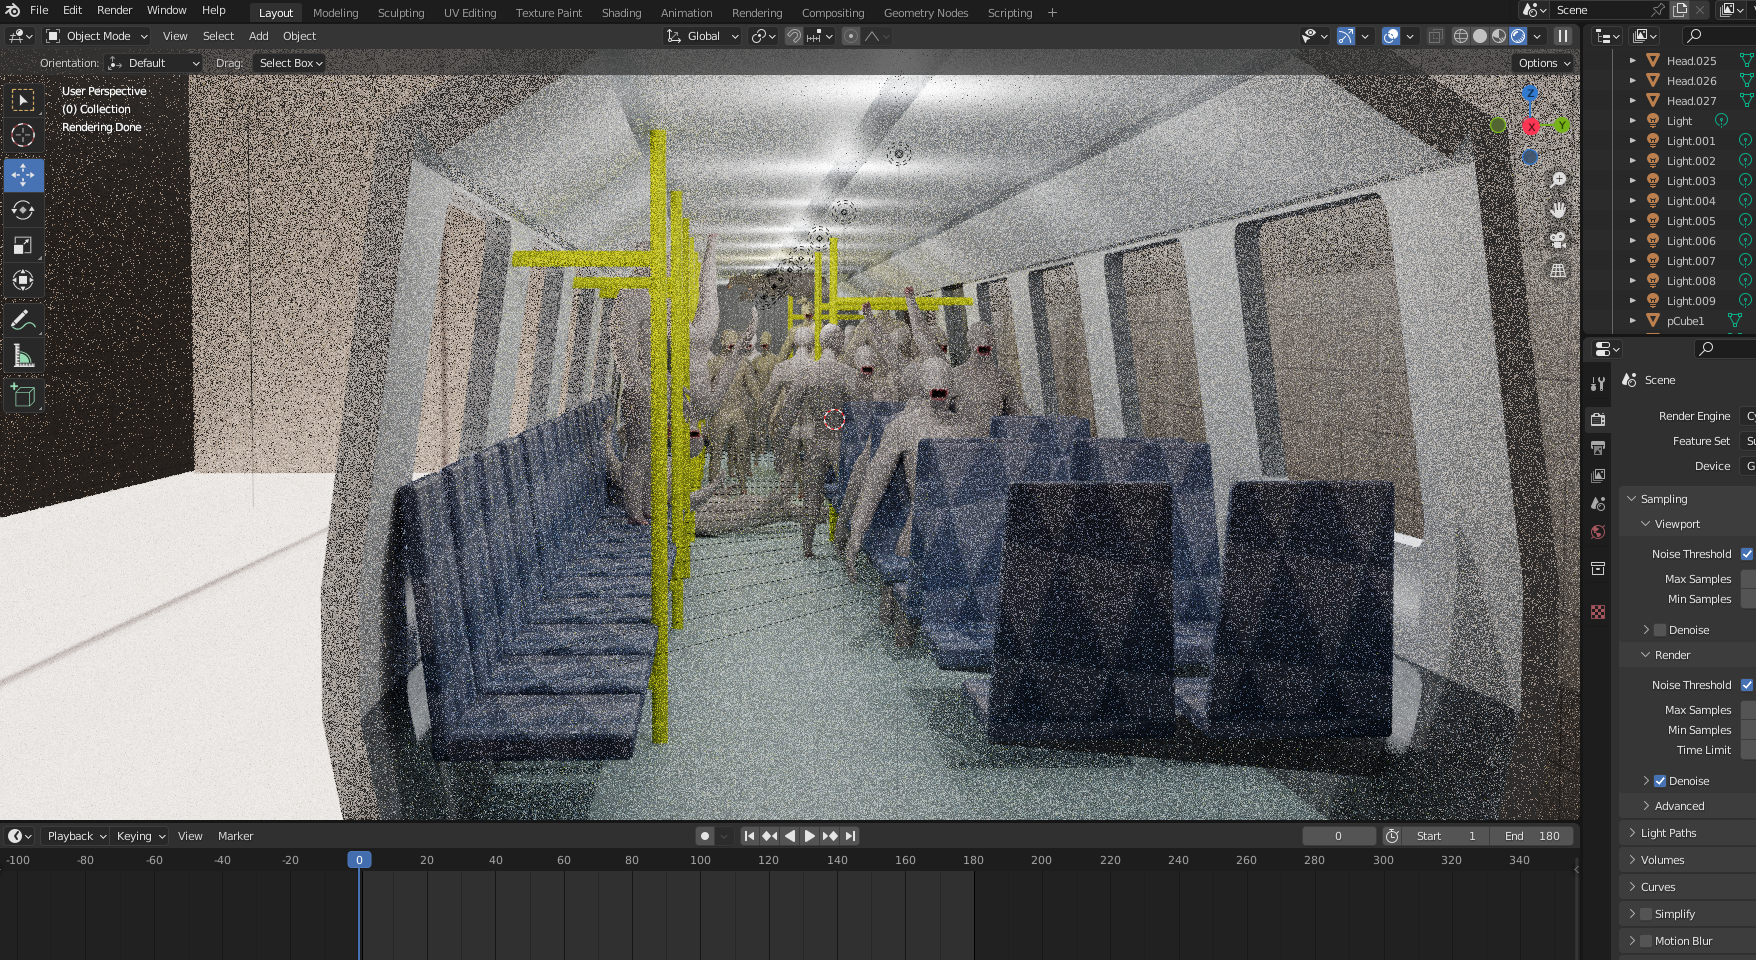 File Edit Render Window Help Layout Modeling Sculpting UV Editing Texture Paint Shading Animation Rendering Compositing Geometry Nodes Scripting + Scene
Object Mode View Select Add Object Global
Orientation: Default Drag: Select Box Options
User Perspective
(0) Collection
Rendering Done
Z
X
Y
Head.025
Head.026
Head.027
Light
Light.001
Light.002
Light.003
Light.004
Light.005
Light.006
Light.007
Light.008
Light.009
pCube1
Scene
Render Engine
Feature Set
Device
Sampling
Viewport
Noise Threshold
Max Samples
Min Samples
Denoise
Render
Noise Threshold
Max Samples
Min Samples
Time Limit
Denoise
Advanced
Light Paths
Volumes
Curves
Simplify
Motion Blur
Playback Keying View Marker 0 Start 1 End 180
-100 -80 -60 -40 -20 0 20 40 60 80 100 120 140 160 180 200 220 240 260 280 300 320 340